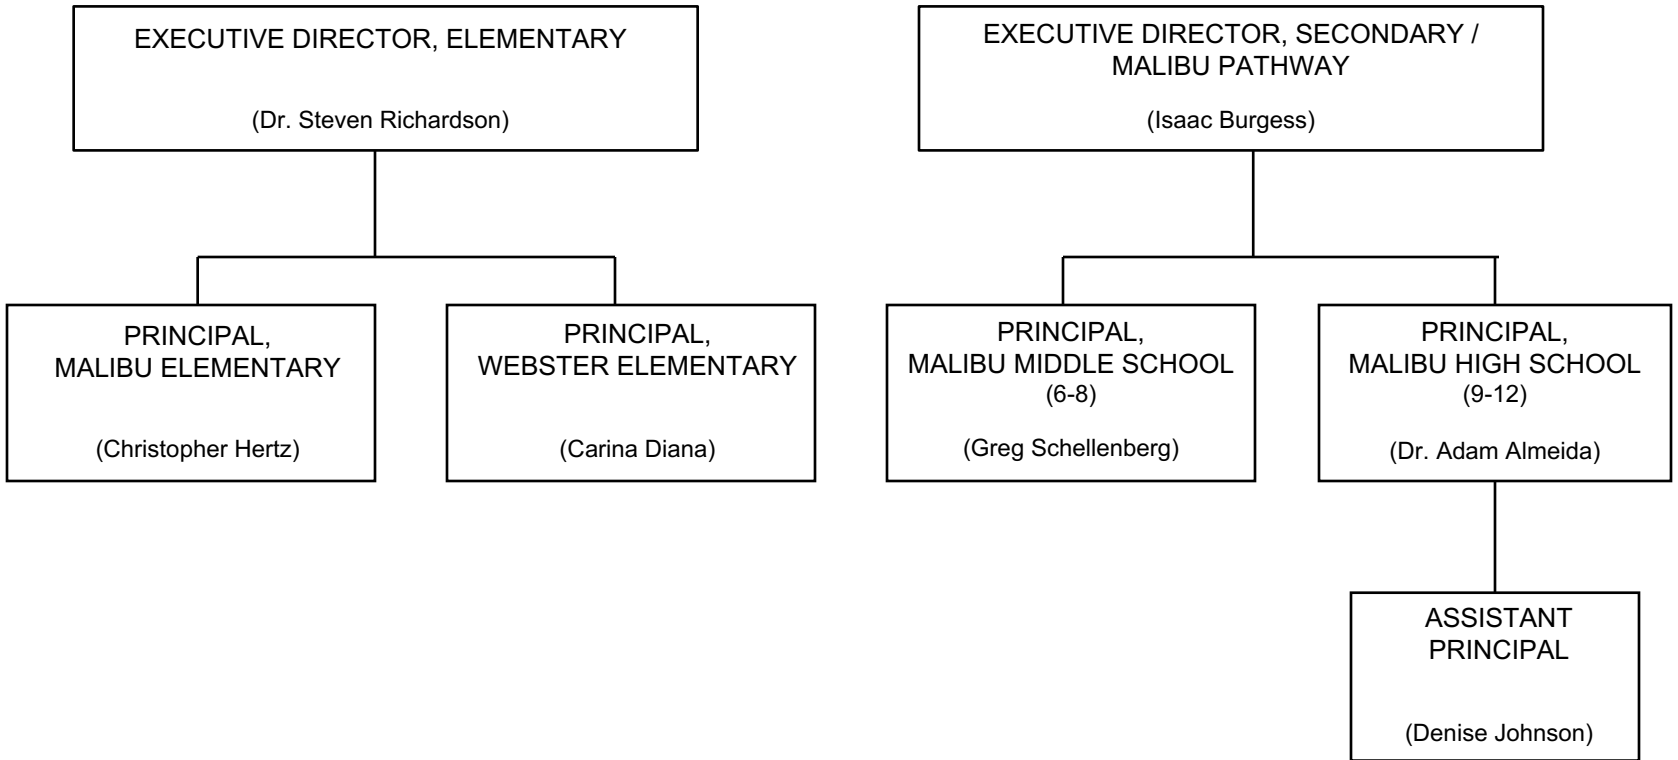 EXECUTIVE DIRECTOR, ELEMENTARY
(Dr. Steven Richardson)
EXECUTIVE DIRECTOR, SECONDARY /
MALIBU PATHWAY
(Isaac Burgess)
PRINCIPAL,
MALIBU ELEMENTARY
(Christopher Hertz)
PRINCIPAL,
WEBSTER ELEMENTARY
(Carina Diana)
PRINCIPAL,
MALIBU MIDDLE SCHOOL
(6-8)
(Greg Schellenberg)
PRINCIPAL,
MALIBU HIGH SCHOOL
(9-12)
(Dr. Adam Almeida)
ASSISTANT
PRINCIPAL
(Denise Johnson)